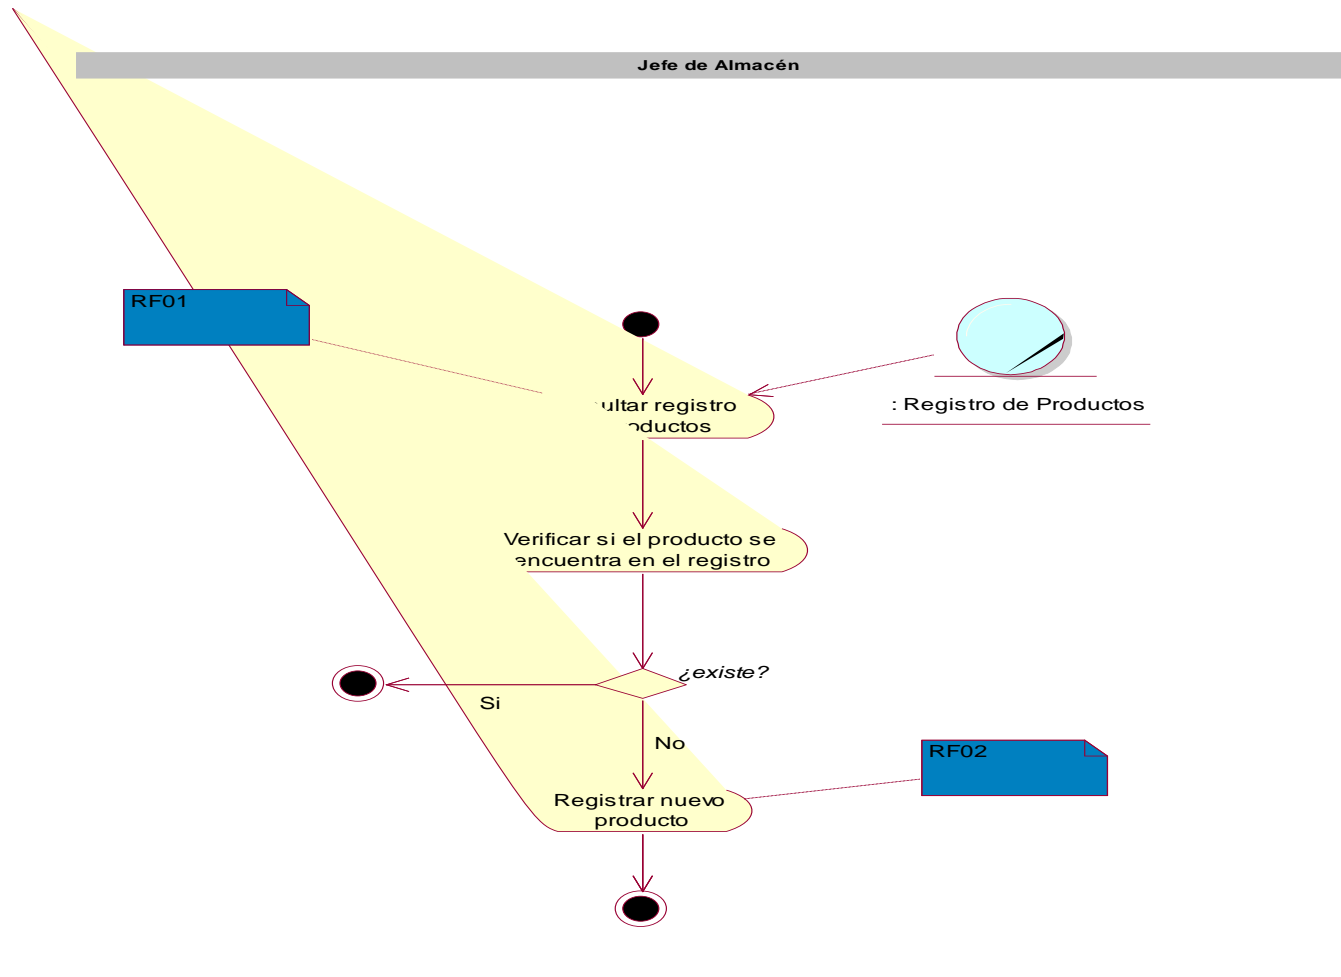 Jefe de Almacén
RF01
ultar registro
oductos
: Registro de Productos
Verificar si el producto se
encuentra en el registro
¿existe?
Si
No
RF02
Registrar nuevo
producto